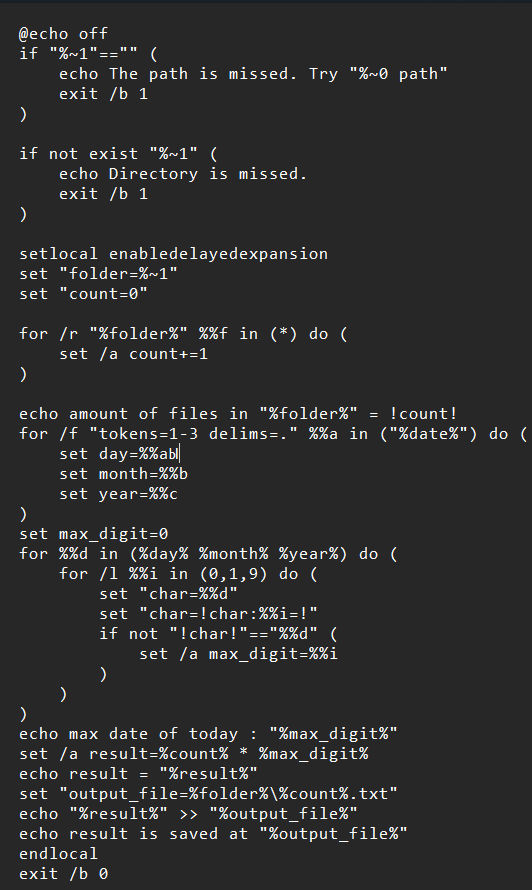 @echo off
if "%~1"=="" (
    echo The path is missed. Try "%~0 path"
    exit /b 1
)

if not exist "%~1" (
    echo Directory is missed.
    exit /b 1
)

setlocal enabledelayedexpansion
set "folder=%~1"
set "count=0"

for /r "%folder%" %%f in (*) do (
    set /a count+=1
)

echo amount of files in "%folder%" = !count!
for /f "tokens=1-3 delims=." %%a in ("%date%") do (
    set day=%%aы
    set month=%%b
    set year=%%c
)
set max_digit=0
for %%d in (%day% %month% %year%) do (
    for /l %%i in (0,1,9) do (
        set "char=%%d"
        set "char=!char:%%i=!"
        if not "!char!"=="%%d" (
            set /a max_digit=%%i
        )
    )
)
echo max date of today : "%max_digit%"
set /a result=%count% * %max_digit%
echo result = "%result%"
set "output_file=%folder%\%count%.txt"
echo "%result%" >> "%output_file%"
echo result is saved at "%output_file%"
endlocal
exit /b 0